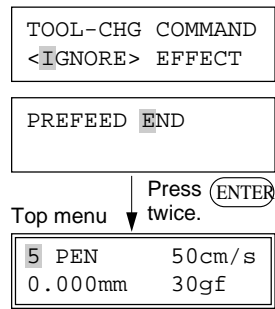 TOOL-CHG COMMAND
<IGNORE> EFFECT
PREFEED END
Press ENTER
twice.
Top menu
5 PEN 50cm/s
0.000mm 30gf